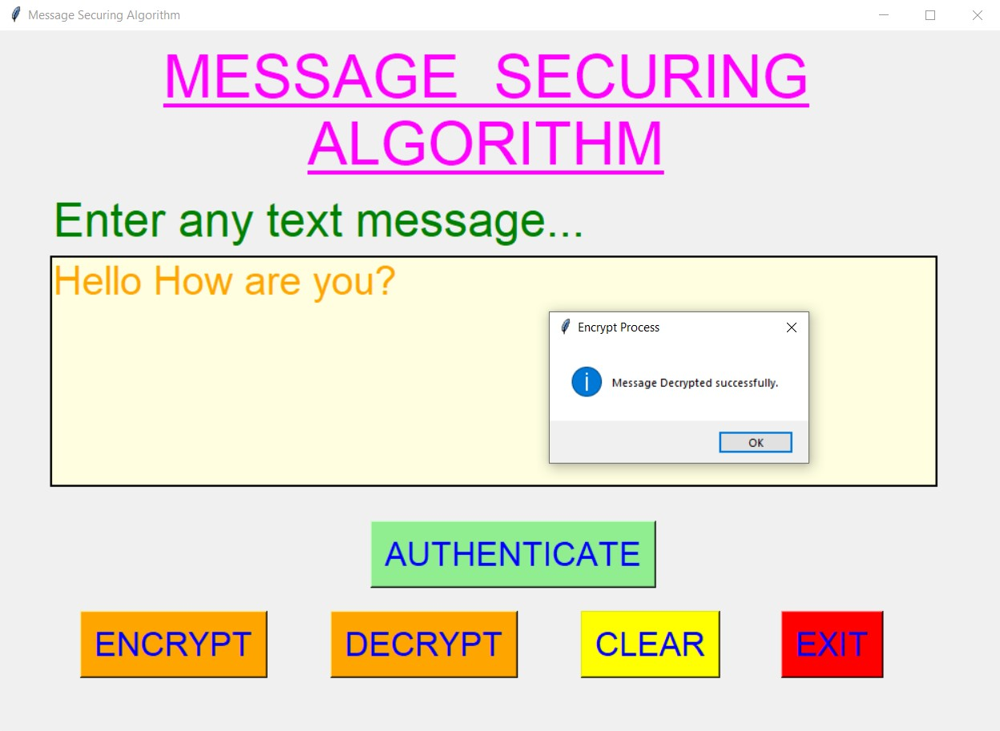 Message Securing Algorithm
MESSAGE SECURING
ALGORITHM
Enter any text message...
Hello How are you?
Encrypt Process
Message Decrypted successfully.
OK
AUTHENTICATE
ENCRYPT DECRYPT CLEAR EXIT